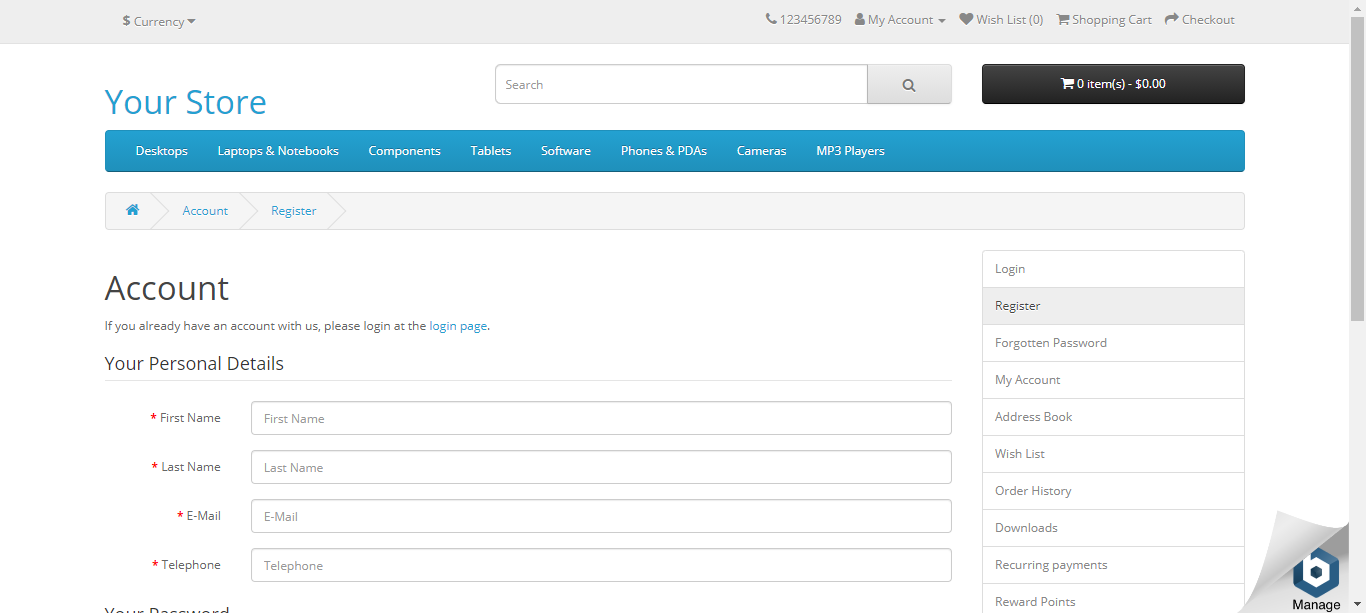 $ Currency
123456789 My Account Wish List (0) Shopping Cart Checkout
Your Store
Search
0 item(s) - $0.00
Desktops Laptops & Notebooks Components Tablets Software Phones & PDAs Cameras MP3 Players
Account Register
Account
If you already have an account with us, please login at the login page.
Your Personal Details
* First Name First Name
* Last Name Last Name
* E-Mail E-Mail
* Telephone Telephone
Your Password
Login
Register
Forgotten Password
My Account
Address Book
Wish List
Order History
Downloads
Recurring payments
Reward Points
Manage